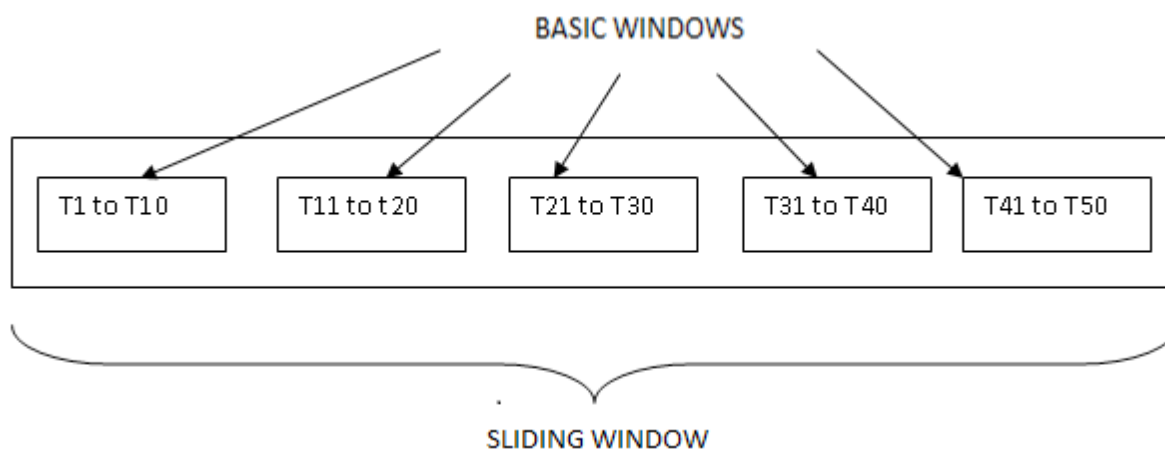 BASIC WINDOWS
T1 to T10
T11 to t20
T21 to T30
T31 to T40
T41 to T50
SLIDING WINDOW